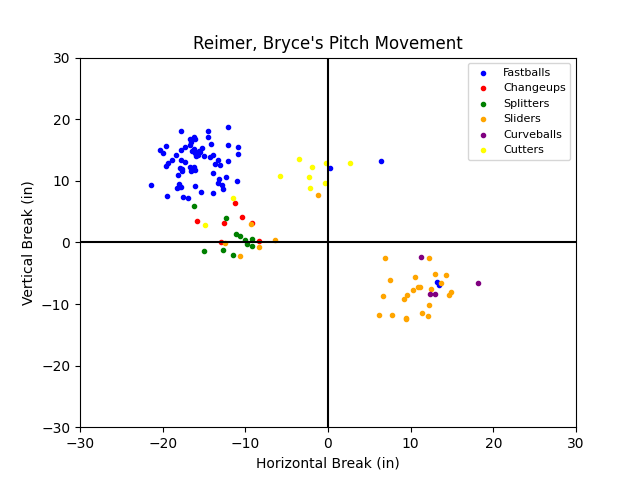 Reimer, Bryce's Pitch Movement
Fastballs
Changeups
Splitters
Sliders
Curveballs
Cutters
30
20
10
0
−10
−20
−30
Vertical Break (in)
−30 −20 −10 0 10 20 30
Horizontal Break (in)